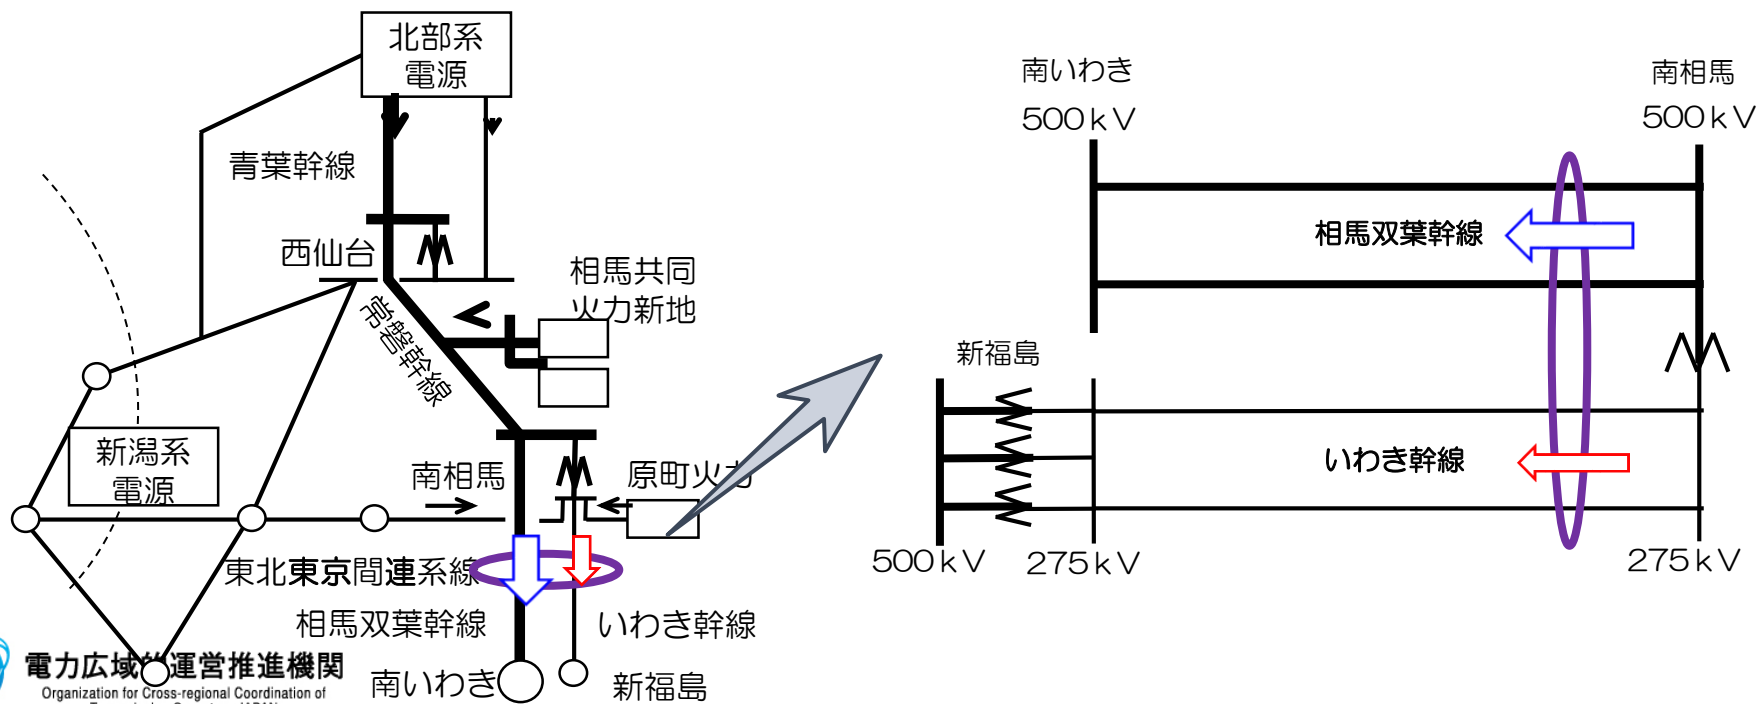 北部系
電源
青葉幹線
西仙台
相馬共同
火力新地
常磐幹線
新潟系
電源
南相馬
原町火力
東北東京間連系線
相馬双葉幹線
いわき幹線
南いわき
新福島
電力広域的運営推進機関
Organization for Cross-regional Coordination of
南いわき
500kV
南相馬
500kV
相馬双葉幹線
新福島
いわき幹線
500kV
275kV
275kV